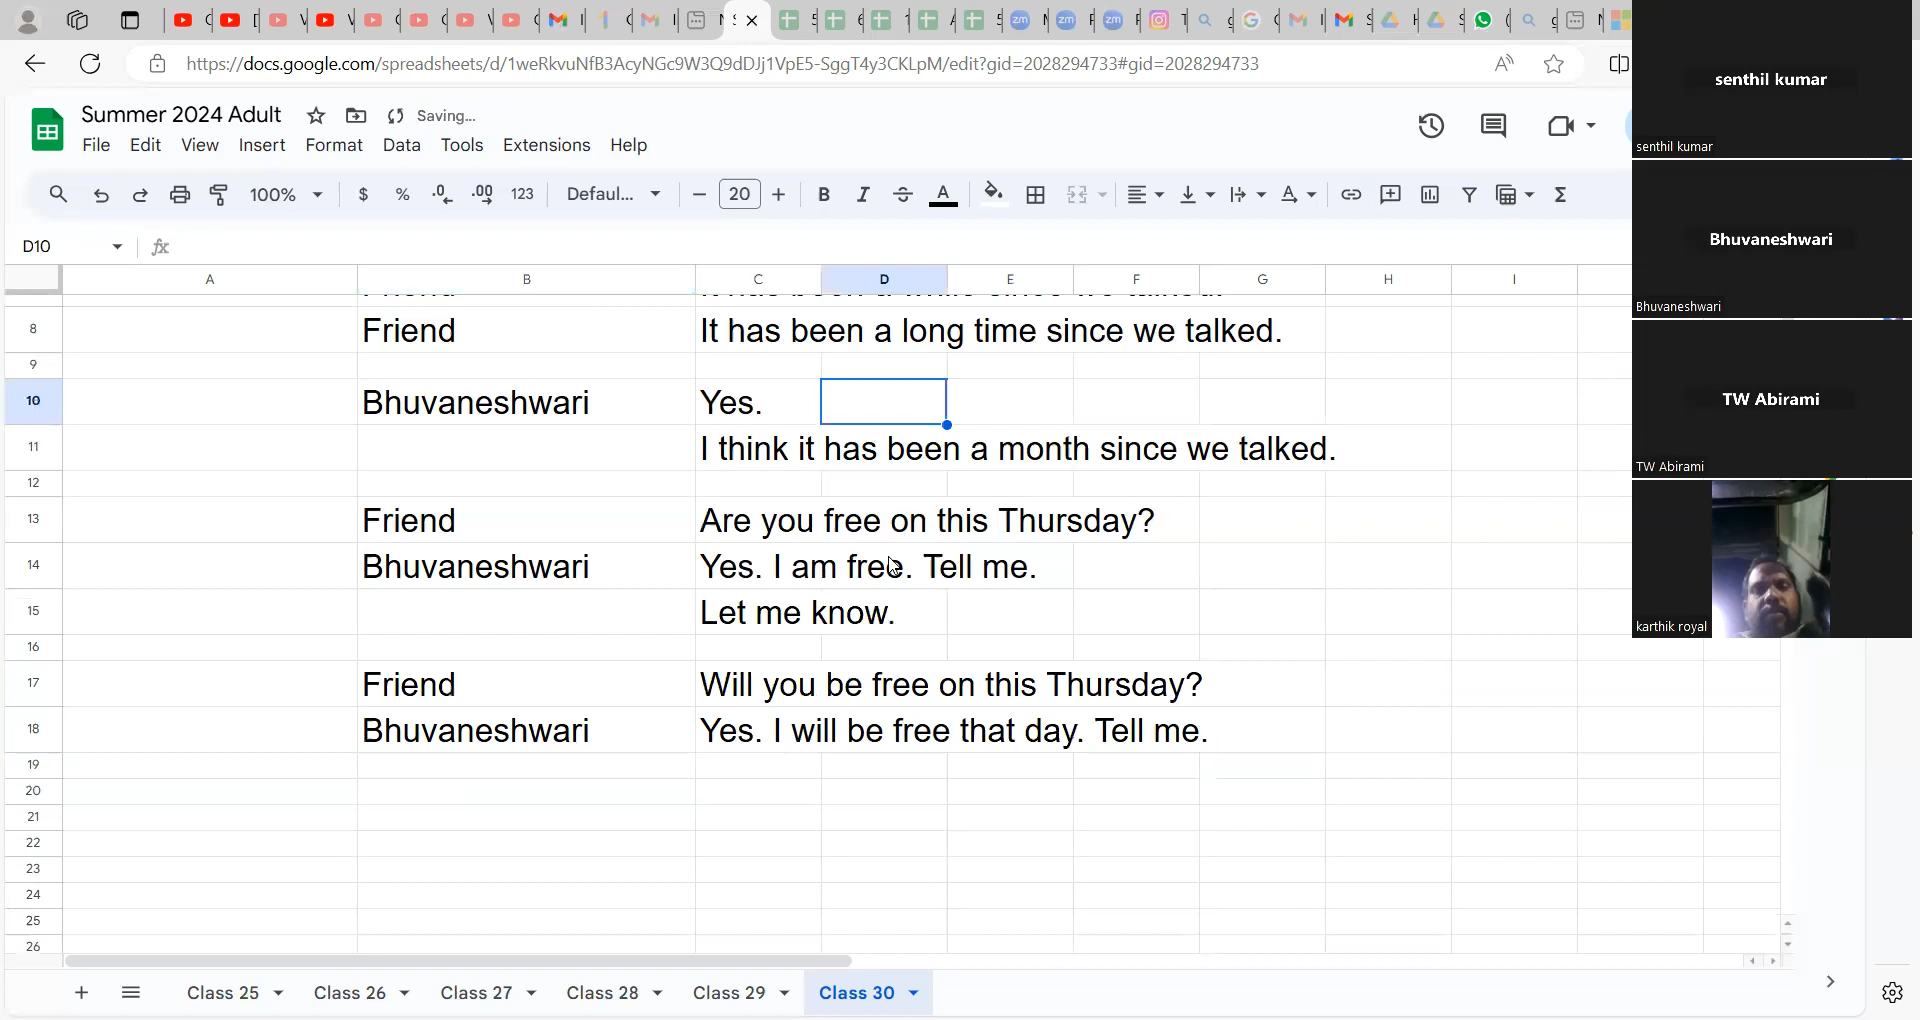 https://docs.google.com/spreadsheets/d/1weRkvuNfB3AcyNGc9W3Q9dDJj1VpE5-SggT4y3CKLpM/edit?gid=2028294733#gid=2028294733
Summer 2024 Adult
Saving...
File Edit View Insert Format Data Tools Extensions Help
100% $ % .0 .00 123 Defaul... 20 B I S A
D10 fx
A B C D E F G H I
8 Friend It has been a long time since we talked.
9
10 Bhuvaneshwari Yes.
11 I think it has been a month since we talked.
12
13 Friend Are you free on this Thursday?
14 Bhuvaneshwari Yes. I am free. Tell me.
15 Let me know.
16
17 Friend Will you be free on this Thursday?
18 Bhuvaneshwari Yes. I will be free that day. Tell me.
19
20
21
22
23
24
25
26
Class 25 Class 26 Class 27 Class 28 Class 29 Class 30
senthil kumar
senthil kumar
Bhuvaneshwari
Bhuvaneshwari
TW Abirami
TW Abirami
karthik royal